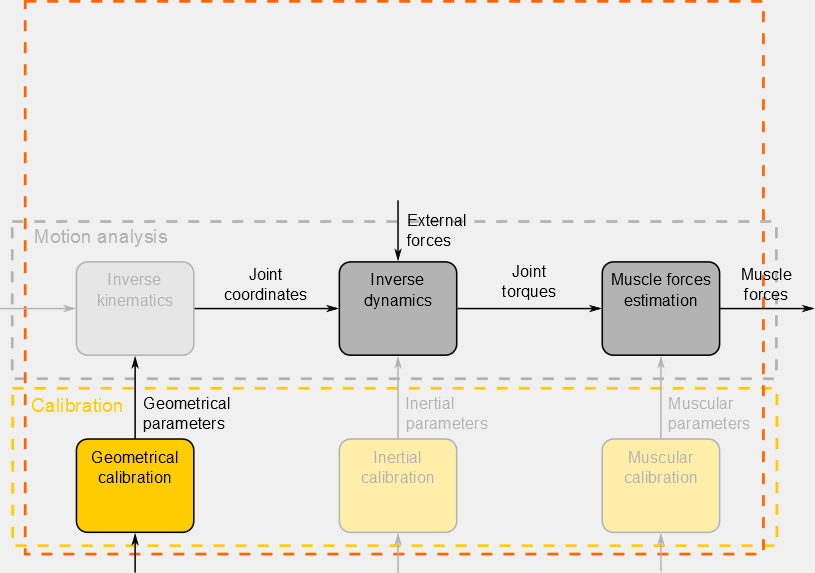 External
forces
Motion analysis
Inverse
kinematics
Joint
coordinates
Inverse
dynamics
Joint
torques
Muscle forces
estimation
Muscle
forces
Calibration
Geometrical
parameters
Inertial
parameters
Muscular
parameters
Geometrical
calibration
Inertial
calibration
Muscular
calibration